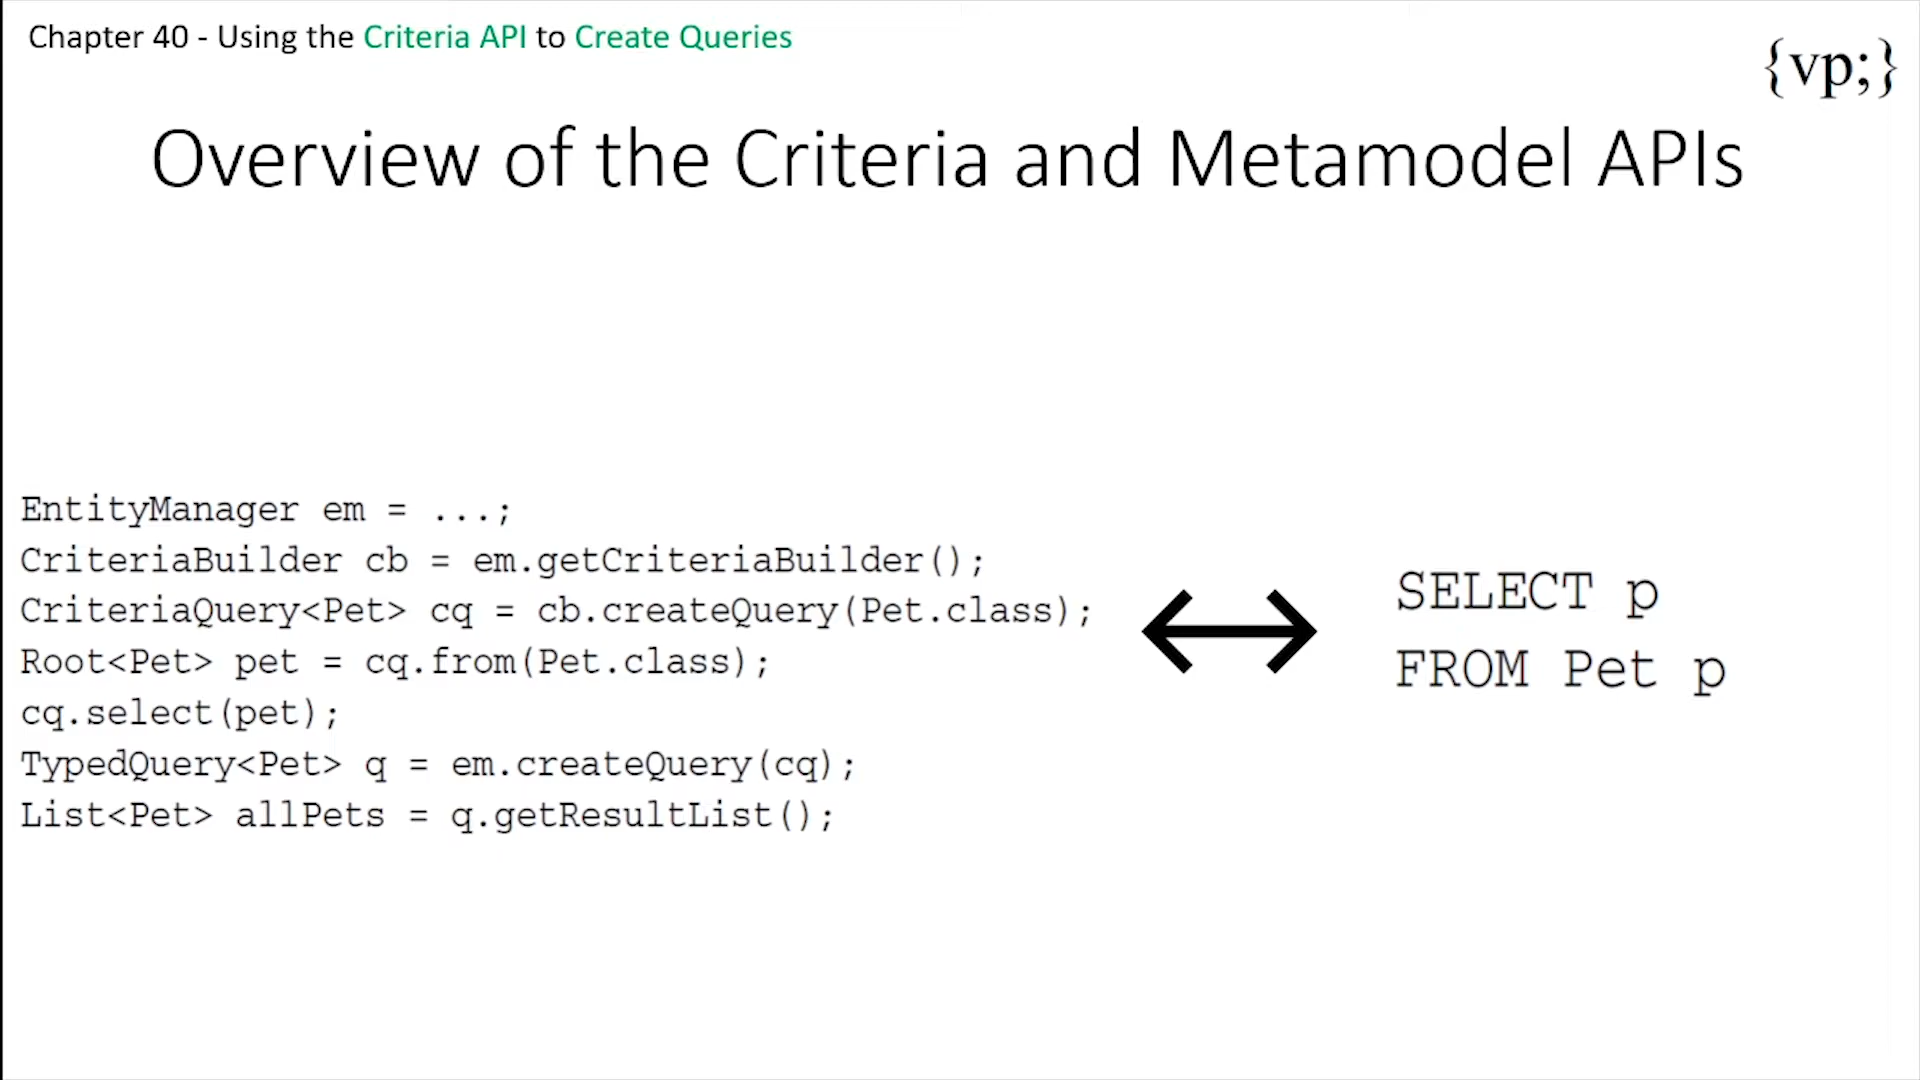 Chapter 40 - Using the Criteria API to Create Queries
{vp;}
Overview of the Criteria and Metamodel APIs
EntityManager em = ...;
CriteriaBuilder cb = em.getCriteriaBuilder();
CriteriaQuery<Pet> cq = cb.createQuery(Pet.class);
Root<Pet> pet = cq.from(Pet.class);
cq.select(pet);
TypedQuery<Pet> q = em.createQuery(cq);
List<Pet> allPets = q.getResultList();
SELECT p
FROM Pet p